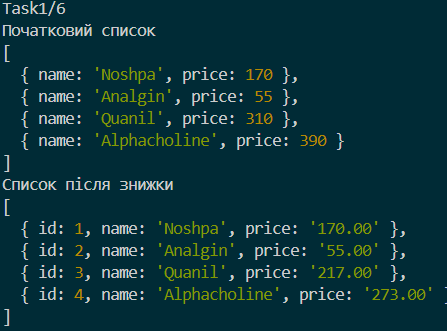 Task1/6
Початковий список
[
  { name: 'Noshpa', price: 170 },
  { name: 'Analgin', price: 55 },
  { name: 'Quanil', price: 310 },
  { name: 'Alphacholine', price: 390 }
]
Список після знижки
[
  { id: 1, name: 'Noshpa', price: '170.00' },
  { id: 2, name: 'Analgin', price: '55.00' },
  { id: 3, name: 'Quanil', price: '217.00' },
  { id: 4, name: 'Alphacholine', price: '273.00' }
]